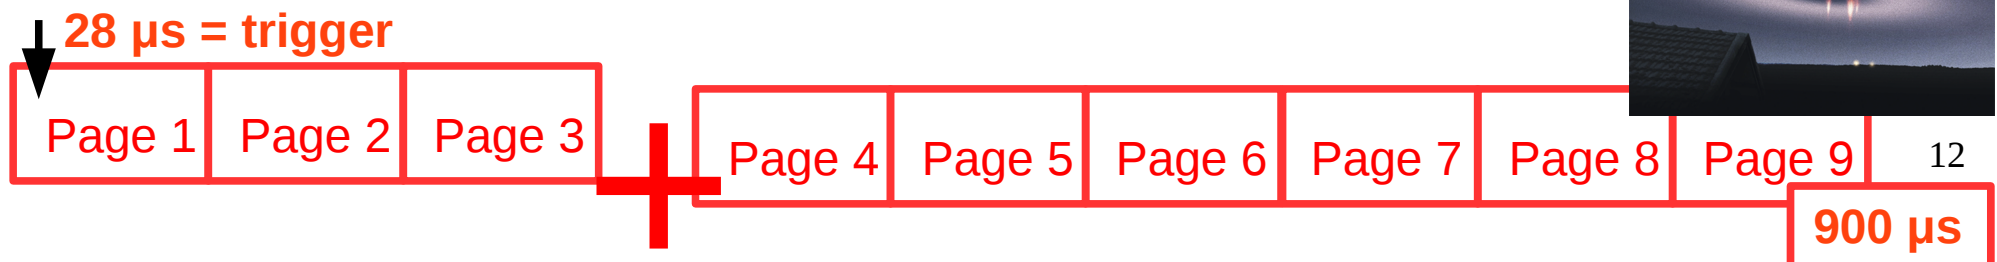 28 μs = trigger
Page 1 Page 2 Page 3
Page 4 Page 5 Page 6 Page 7 Page 8 Page 9
12
900 μs